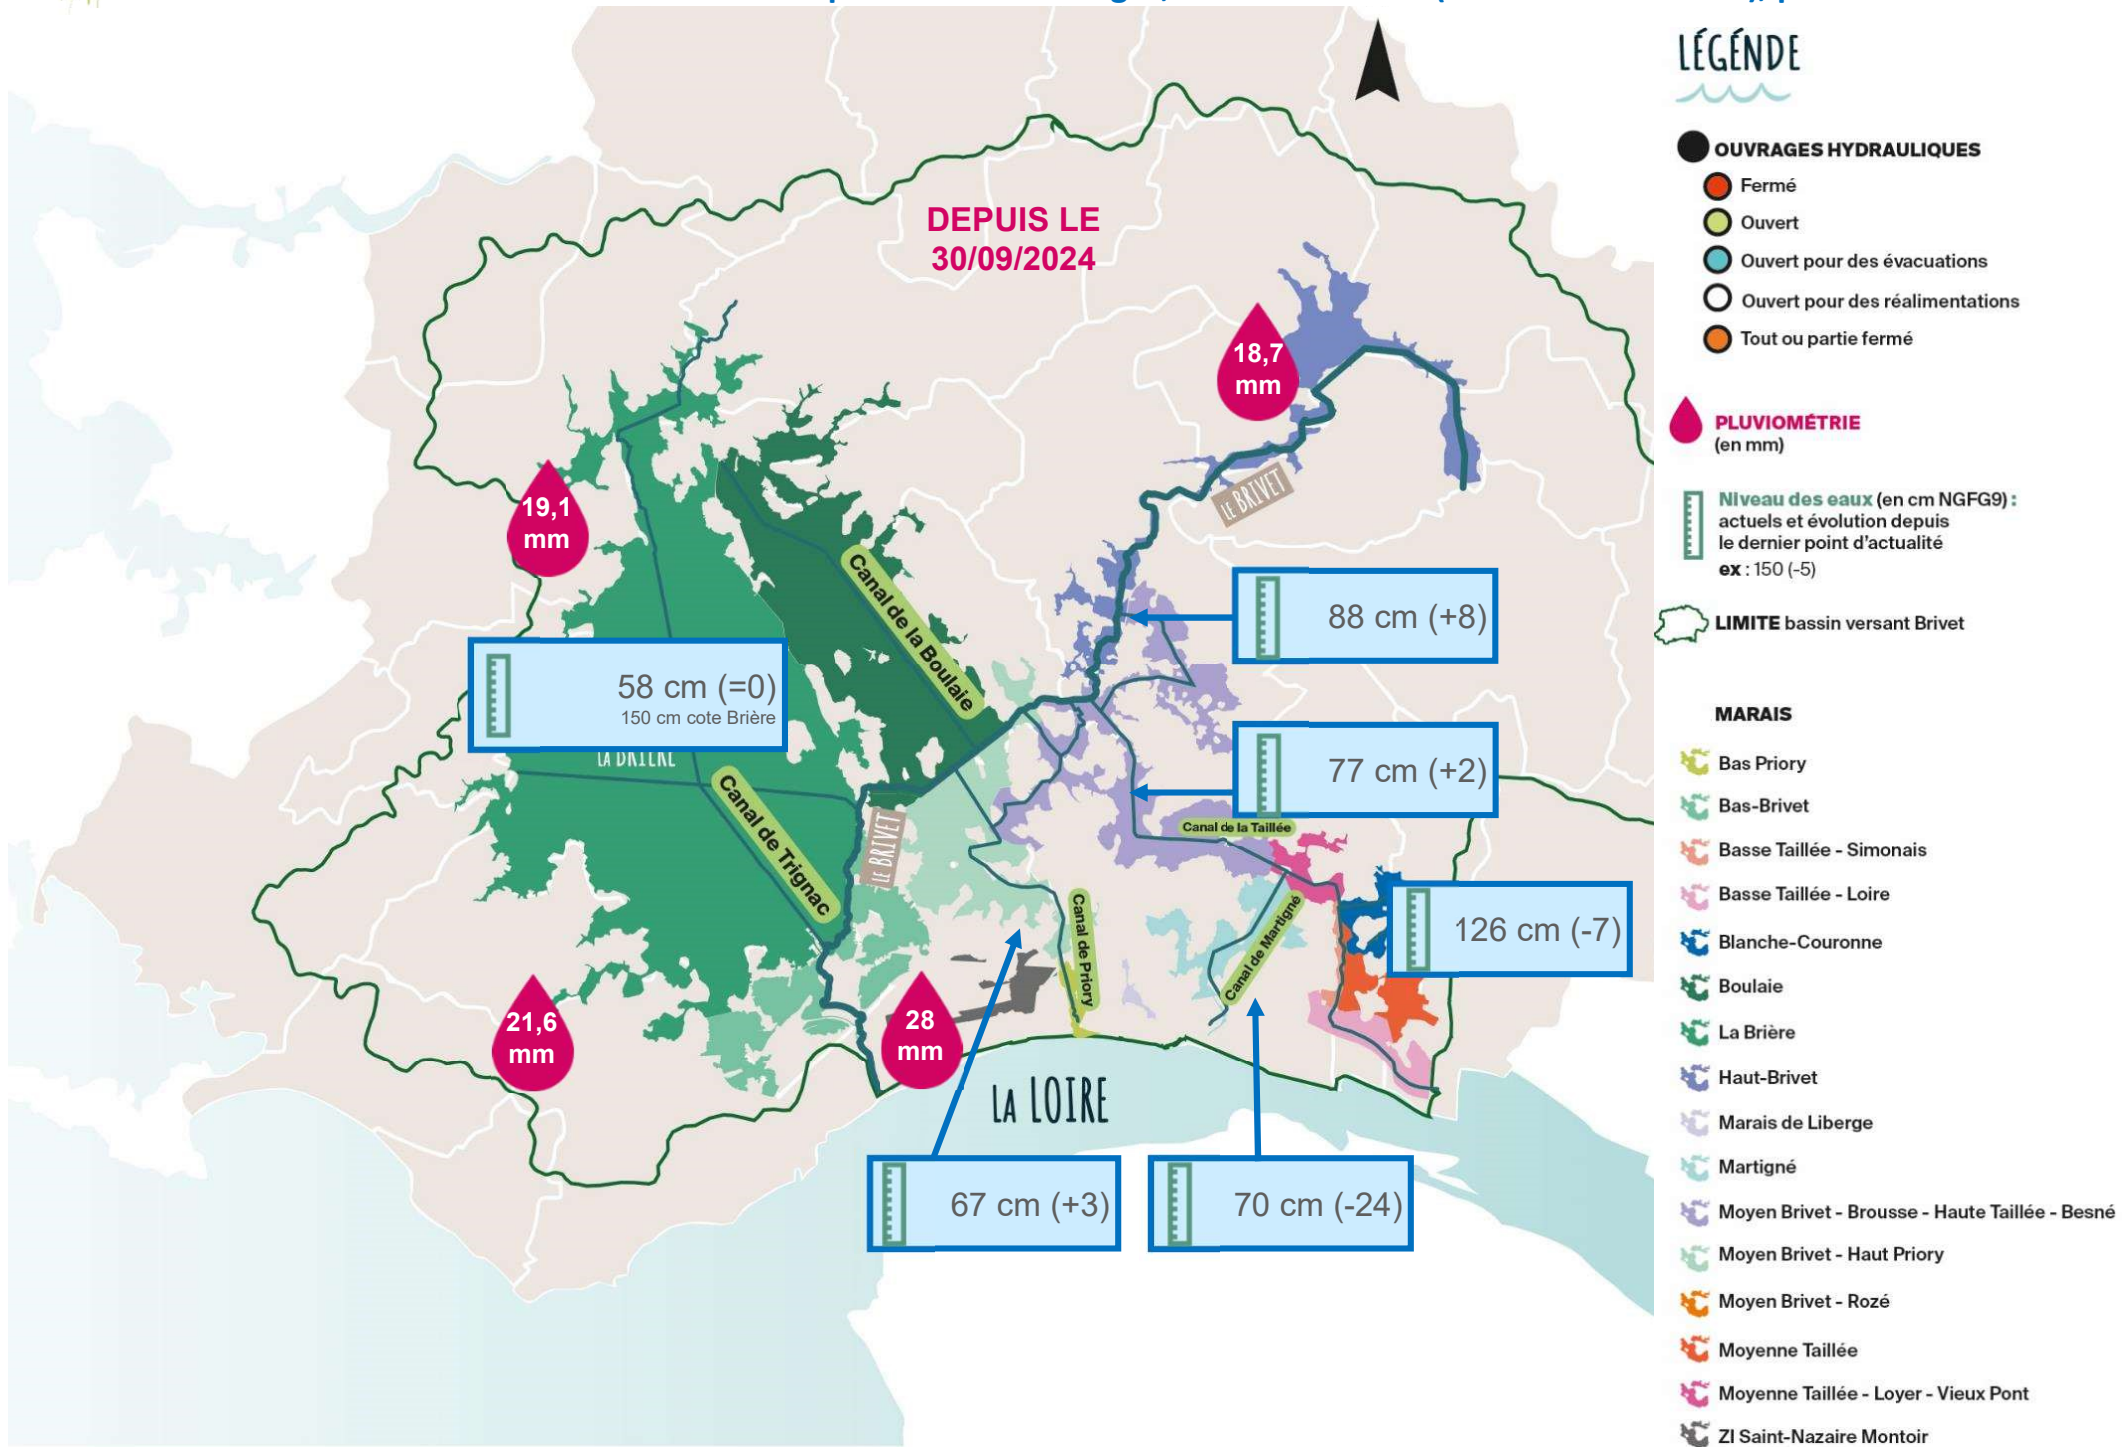 DEPUIS LE
30/09/2024
18,7
mm
19,1
mm
LE BRIVET
Canal de la Boulaie
88 cm (+8)
58 cm (=0)
150 cm cote Brière
LA BRIÈRE
77 cm (+2)
Canal de Trignac
LE BRIVET
Canal de la Taillée
Canal de Priory
Canal de Martigné
126 cm (-7)
21,6
mm
28
mm
LA LOIRE
67 cm (+3)
70 cm (-24)
LÉGÉNDE
OUVRAGES HYDRAULIQUES
Fermé
Ouvert
Ouvert pour des évacuations
Ouvert pour des réalimentations
Tout ou partie fermé
PLUVIOMÉTRIE
(en mm)
Niveau des eaux (en cm NGFG9) :
actuels et évolution depuis
le dernier point d'actualité
ex : 150 (-5)
LIMITE bassin versant Brivet
MARAIS
Bas Priory
Bas-Brivet
Basse Taillée - Simonais
Basse Taillée - Loire
Blanche-Couronne
Boulaie
La Brière
Haut-Brivet
Marais de Liberge
Martigné
Moyen Brivet - Brousse - Haute Taillée - Besné
Moyen Brivet - Haut Priory
Moyen Brivet - Rozé
Moyenne Taillée
Moyenne Taillée - Loyer - Vieux Pont
ZI Saint-Nazaire Montoir